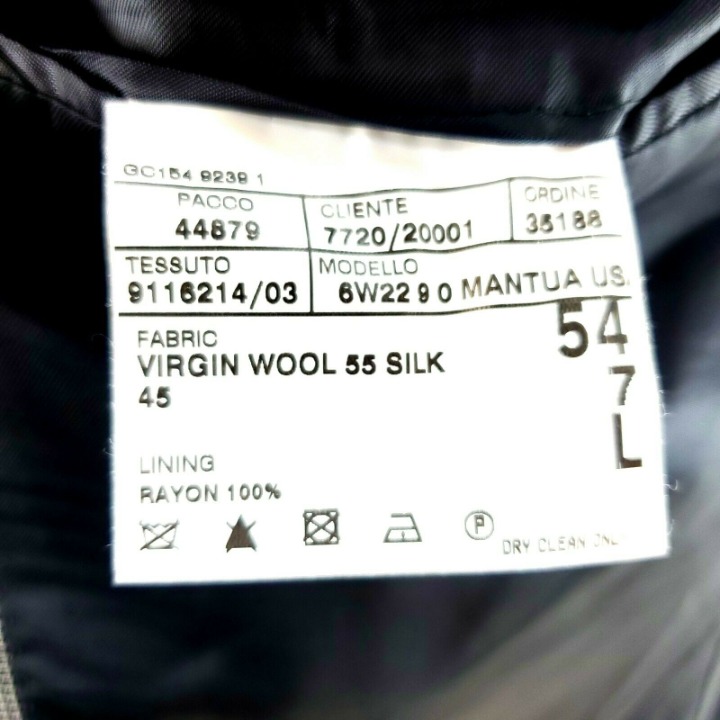 GC154 9239 1
PACCO CLIENTE ORDINE
44879 7720/20001 35188
TESSUTO MODELLO
9116214/03 6W22 9 0 MANTUA US.
FABRIC 54
VIRGIN WOOL 55 SILK 7
45
L
LINING
RAYON 100%
P
DRY CLEAN ONLY